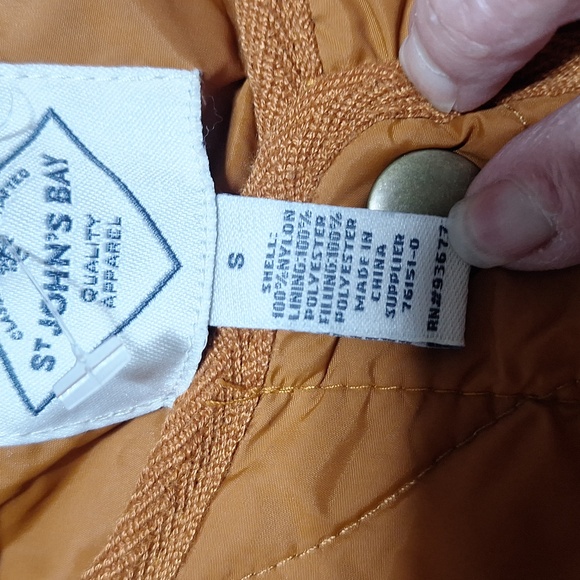 ST JOHN'S BAY
QUALITY
APPAREL
S
SHELL:
100%NYLON
LINING:100%
POLYESTER
FILLING:100%
POLYESTER
MADE IN
CHINA
SUPPLIER
76151-0
RN#93677